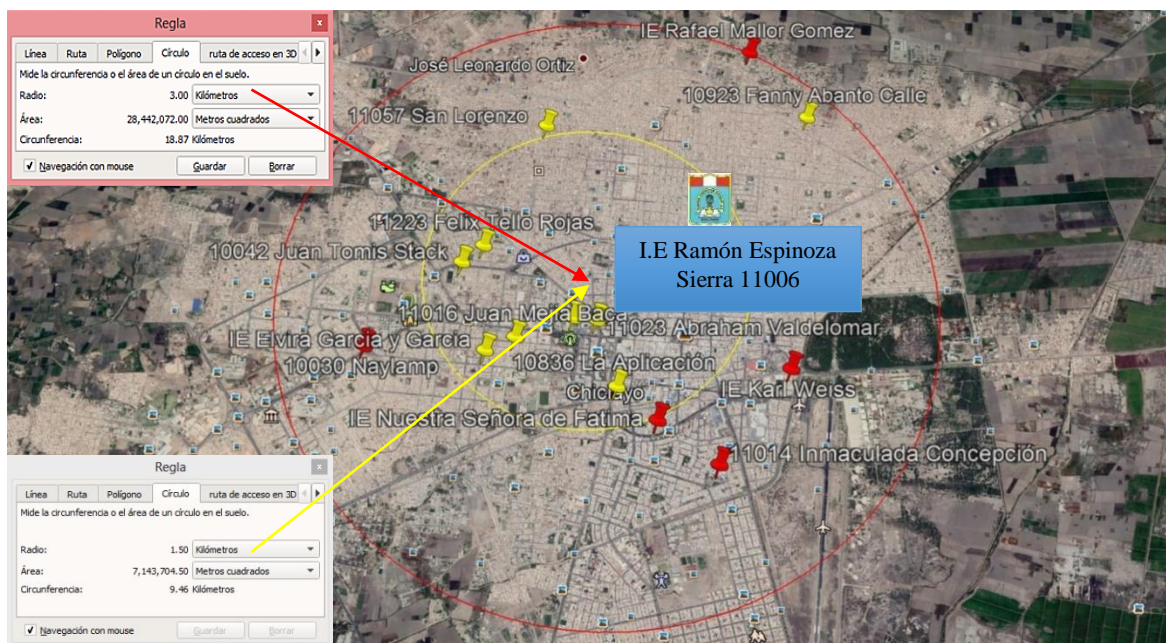 Regla
x
Línea Ruta Polígono Círculo ruta de acceso en 3D
Mide la circunferencia o el área de un círculo en el suelo.
Radio: 3.00 Kilómetros
Área: 28,442,072.00 Metros cuadrados
Circunferencia: 18.87 Kilómetros
Navegación con mouse Guardar Borrar
IE Rafael Mallor Gomez
José Leonardo Ortiz
10923 Fanny Abanto Calle
11057 San Lorenzo
11223 Felix Tello Rojas
10042 Juan Tomis Stack
I.E Ramón Espinoza
Sierra 11006
11016 Juan Mejia Baca
11023 Abraham Valdelomar
IE Elvira Garcia y Garcia
10030 Naylamp
10836 La Aplicación
Chiclayo
IE Karl Weiss
IE Nuestra Señora de Fatima
11014 Inmaculada Concepción
Regla
x
Línea Ruta Polígono Círculo ruta de acceso en 3D
Mide la circunferencia o el área de un círculo en el suelo.
Radio: 1.50 Kilómetros
Área: 7,143,704.50 Metros cuadrados
Circunferencia: 9.46 Kilómetros
Navegación con mouse Guardar Borrar